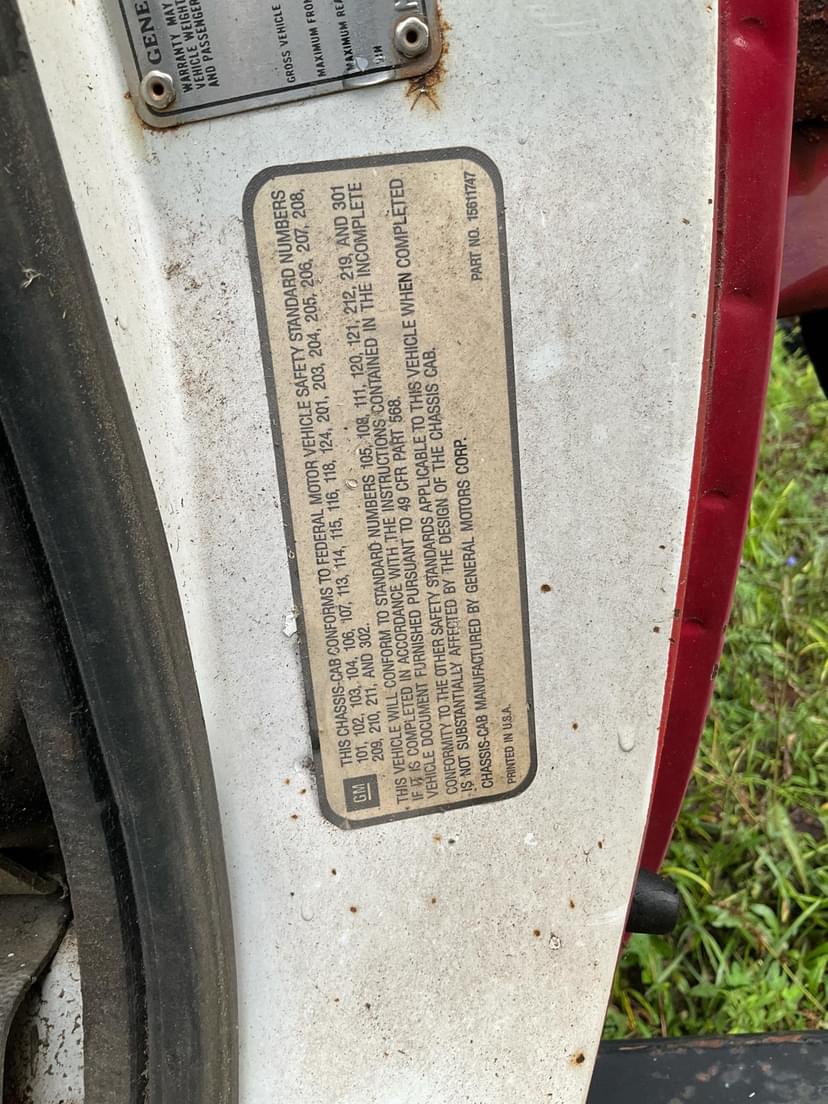 GENE
WARRANTY MAY
VEHICLE WEIGHT
AND PASSENGER
GROSS VEHICLE
MAXIMUM FRO
MAXIMUM REA
THIS CHASSIS-CAB CONFORMS TO FEDERAL MOTOR VEHICLE SAFETY STANDARD NUMBERS
101, 102, 103, 104, 106, 107, 113, 114, 115, 116, 118, 124, 201, 203, 204, 205, 206, 207, 208,
209, 210, 211, AND 302.
GM
THIS VEHICLE WILL CONFORM TO STANDARD NUMBERS 105, 108, 111, 120, 121, 212, 219, AND 301
IF IT IS COMPLETED IN ACCORDANCE WITH THE INSTRUCTIONS CONTAINED IN THE INCOMPLETE
VEHICLE DOCUMENT FURNISHED PURSUANT TO 49 CFR PART 568.
CONFORMITY TO THE OTHER SAFETY STANDARDS APPLICABLE TO THIS VEHICLE WHEN COMPLETED
IS NOT SUBSTANTIALLY AFFECTED BY THE DESIGN OF THE CHASSIS CAB.
CHASSIS-CAB MANUFACTURED BY GENERAL MOTORS CORP.
PRINTED IN U.S.A. PART NO. 15611747